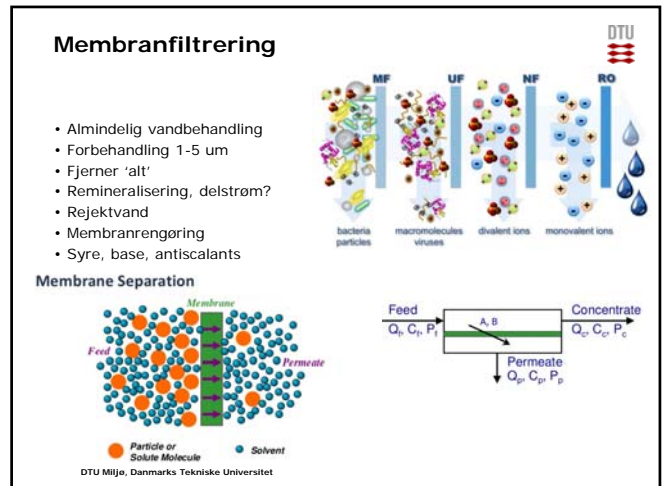 Membranfiltrering
DTU
• Almindelig vandbehandling
• Forbehandling 1-5 um
• Fjerner 'alt'
• Remineralisering, delstrøm?
• Rejektvand
• Membranrengøring
• Syre, base, antiscalants
MF UF NF RO
bacteria particles macromolecules viruses divalent ions monovalent ions
Membrane Separation
Membrane
Feed
Permeate
Particle or Solute Molecule
Solvent
Feed
Qf, Cf, Pf
A, B
Concentrate
Qc, Cc, Pc
Permeate
Qp, Cp, Pp
DTU Miljø, Danmarks Tekniske Universitet